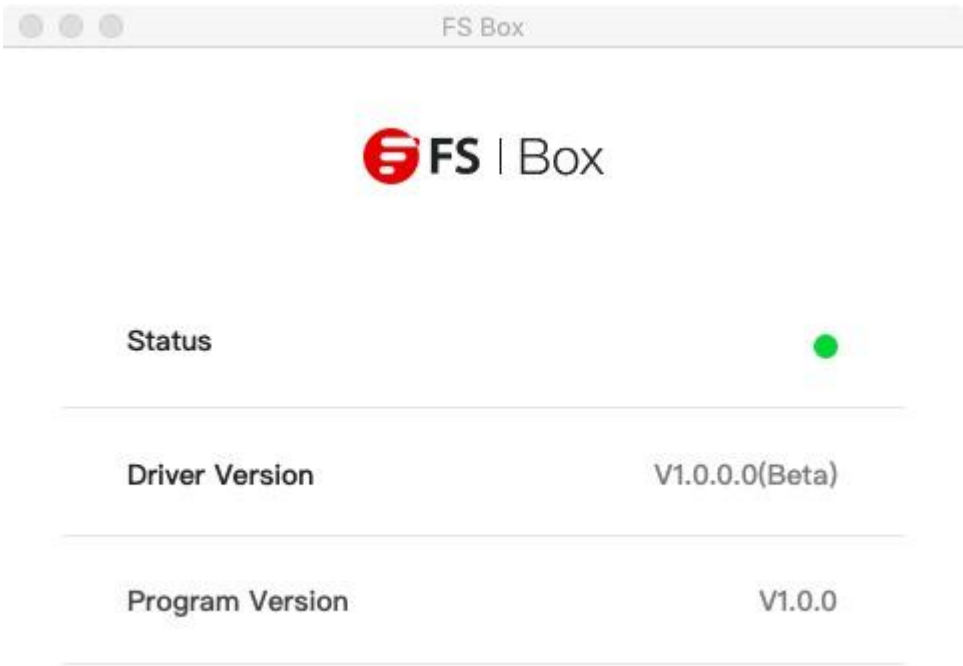 FS Box
FS | Box
Status
Driver Version V1.0.0.0(Beta)
Program Version V1.0.0